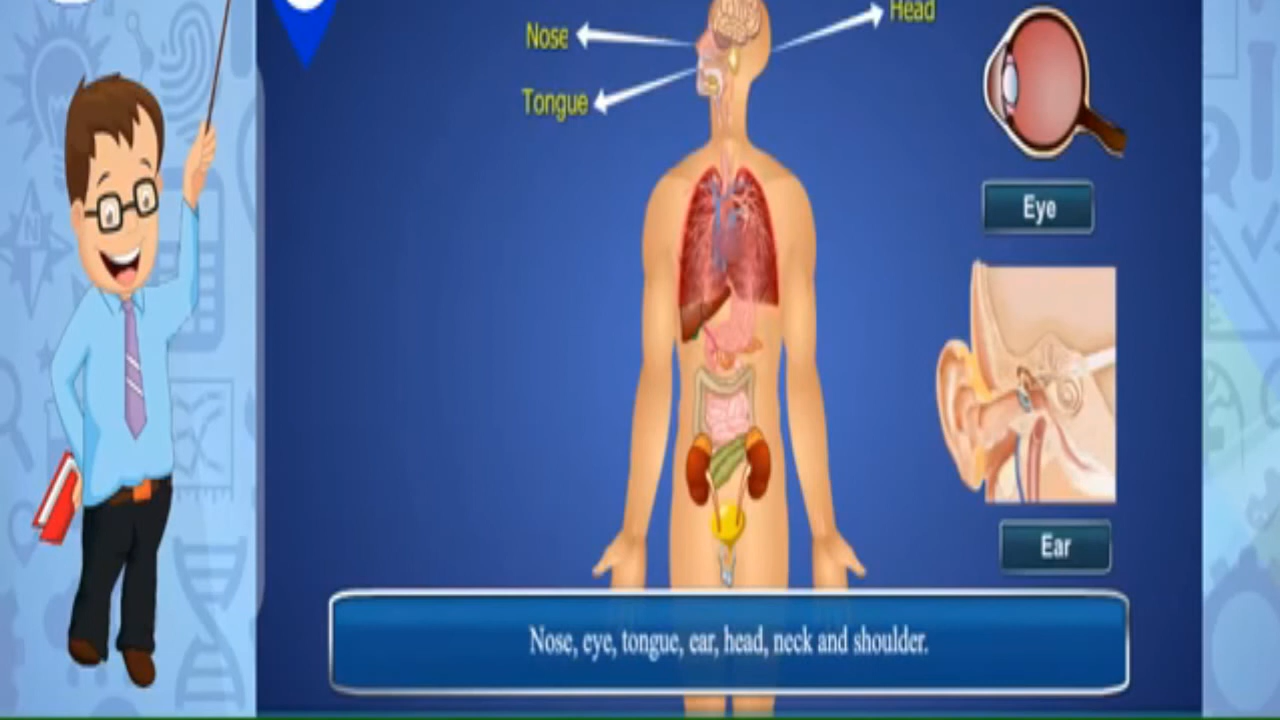 Head
Nose
Tongue
Eye
Ear
Nose, eye, tongue, ear, head, neck and shoulder.